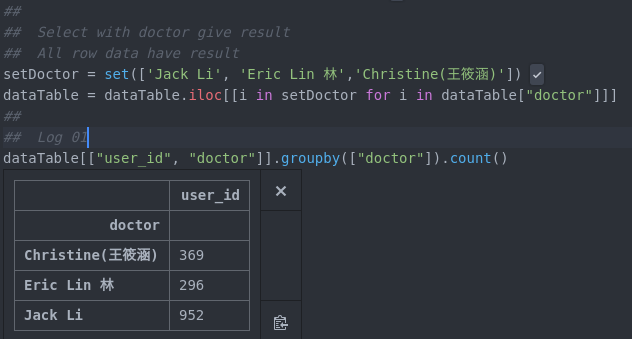 ##
##  Select with doctor give result
##  All row data have result
setDoctor = set(['Jack Li', 'Eric Lin 林','Christine(王筱涵)'])
dataTable = dataTable.iloc[[i in setDoctor for i in dataTable["doctor"]]]
##
##  Log 01
dataTable[["user_id", "doctor"]].groupby(["doctor"]).count()
user_id
doctor
Christine(王筱涵) 369
Eric Lin 林 296
Jack Li 952